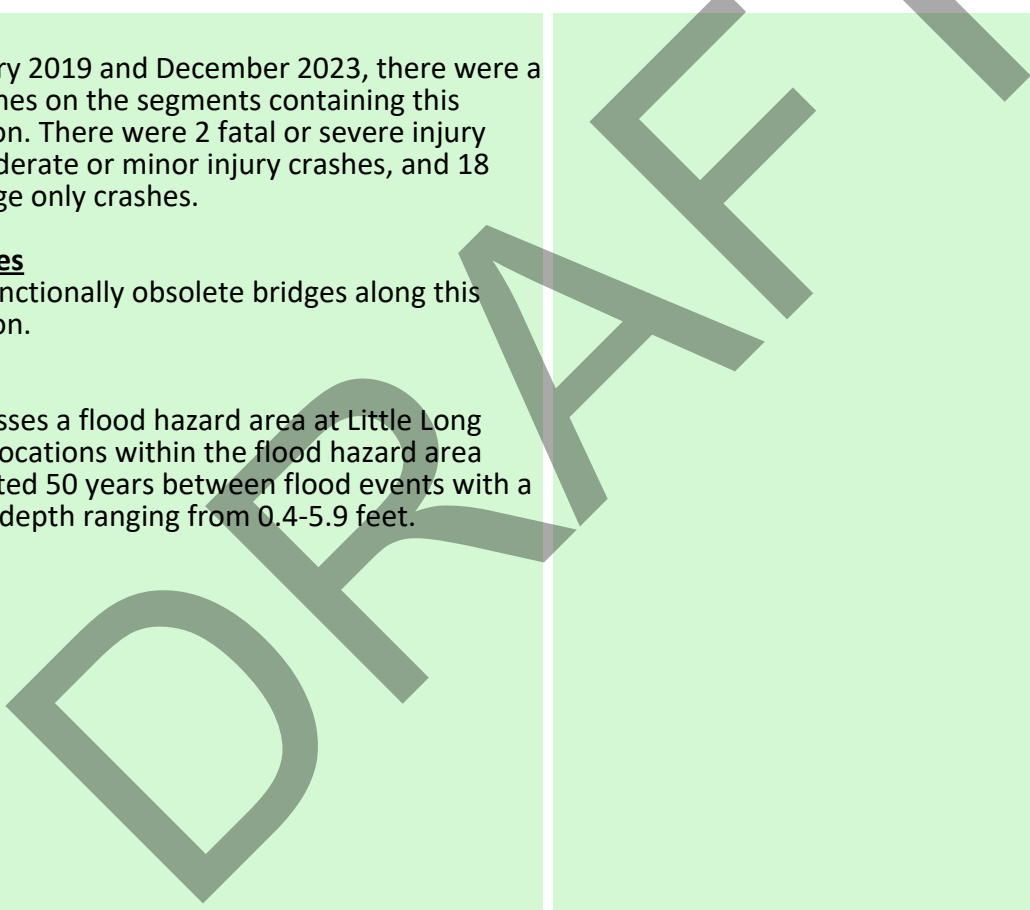 ry 2019 and December 2023, there were a
nes on the segments containing this
on. There were 2 fatal or severe injury
derate or minor injury crashes, and 18
ge only crashes.
es
nctionally obsolete bridges along this
on.
sses a flood hazard area at Little Long
ocations within the flood hazard area
ted 50 years between flood events with a
depth ranging from 0.4-5.9 feet.
DRAFT